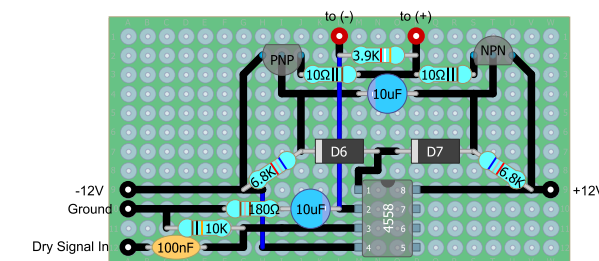 to (-) to (+)
PNP 3.9K NPN
10Ω 10Ω
10uF
D6 D7
6.8K 6.8K
-12V 1 8 +12V
Ground 180Ω 10uF 2 4558 7
10K 3 6
Dry Signal In 100nF 4 5